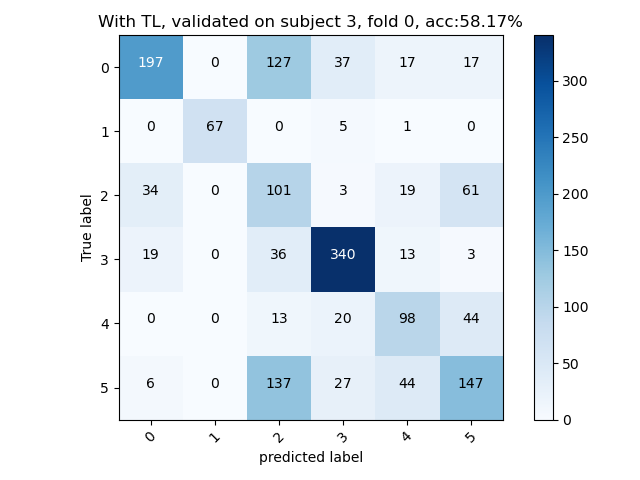 With TL, validated on subject 3, fold 0, acc:58.17%
0 197 0 127 37 17 17
1 0 67 0 5 1 0
2 34 0 101 3 19 61
3 19 0 36 340 13 3
4 0 0 13 20 98 44
5 6 0 137 27 44 147
0 1 2 3 4 5
True label
predicted label
300
250
200
150
100
50
0